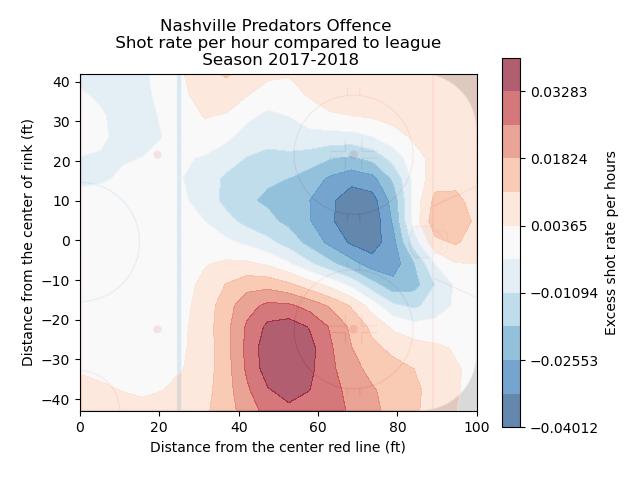 Nashville Predators Offence
Shot rate per hour compared to league
Season 2017-2018
40
30
20
10
0
−10
−20
−30
−40
Distance from the center of rink (ft)
0 20 40 60 80 100
Distance from the center red line (ft)
0.03283
0.01824
0.00365
−0.01094
−0.02553
−0.04012
Excess shot rate per hours